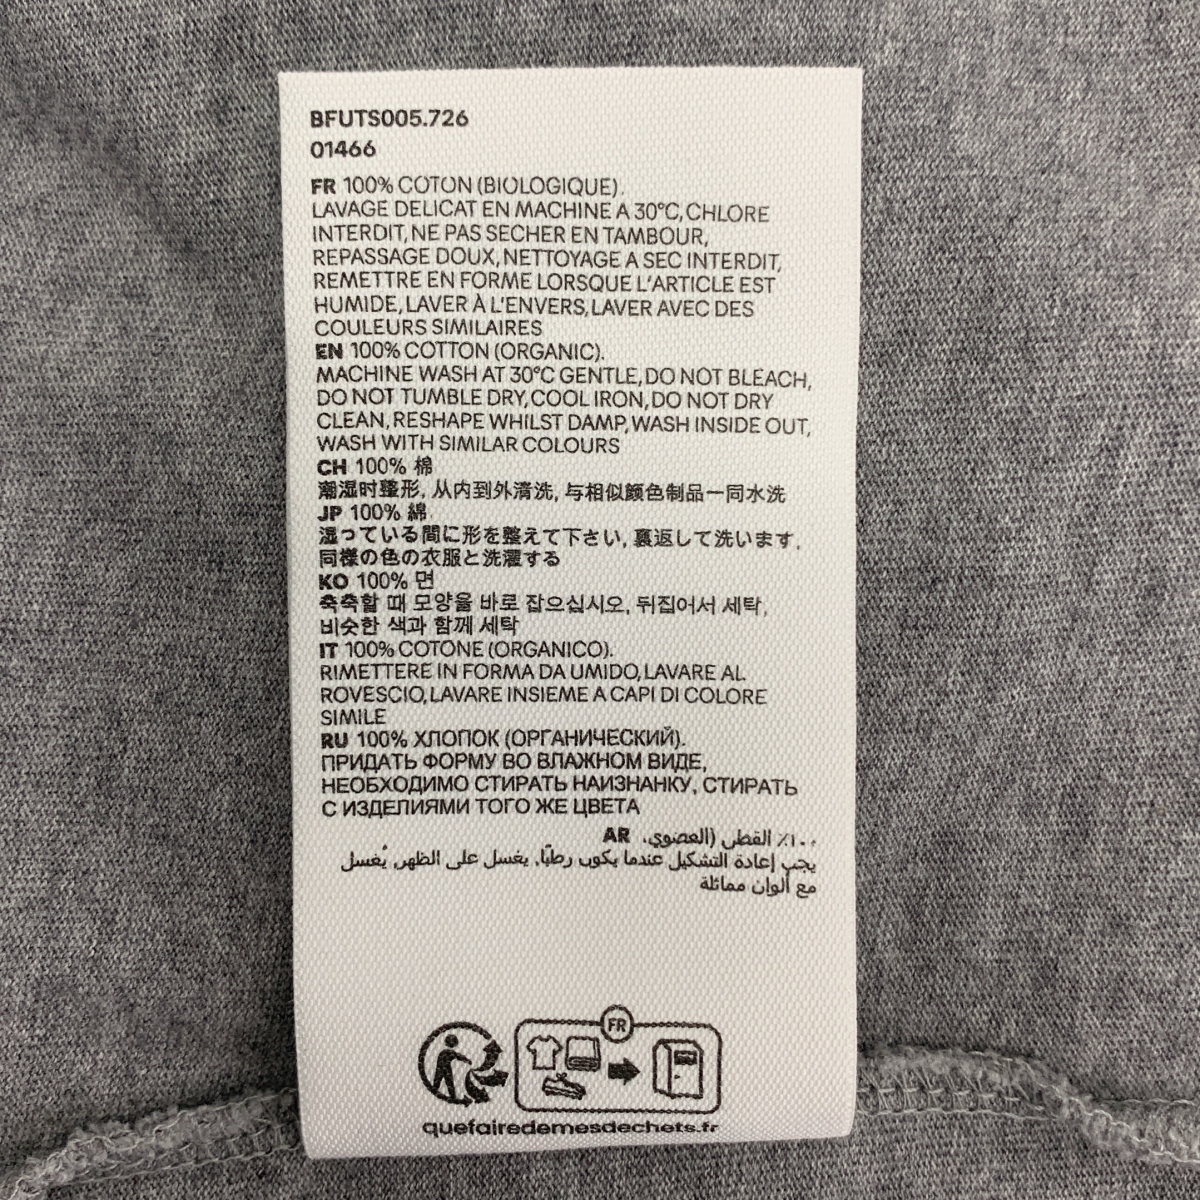 BFUTS005.726
01466
FR 100% COTON (BIOLOGIQUE).
LAVAGE DELICAT EN MACHINE A 30°C, CHLORE
INTERDIT, NE PAS SECHER EN TAMBOUR,
REPASSAGE DOUX, NETTOYAGE A SEC INTERDIT,
REMETTRE EN FORME LORSQUE L'ARTICLE EST
HUMIDE, LAVER À L'ENVERS, LAVER AVEC DES
COULEURS SIMILAIRES
EN 100% COTTON (ORGANIC).
MACHINE WASH AT 30°C GENTLE, DO NOT BLEACH,
DO NOT TUMBLE DRY, COOL IRON, DO NOT DRY
CLEAN, RESHAPE WHILST DAMP, WASH INSIDE OUT,
WASH WITH SIMILAR COLOURS
CH 100% 棉
潮湿时整形, 从内到外清洗, 与相似颜色制品一同水洗
JP 100% 綿.
湿っている間に形を整えて下さい, 裏返して洗います,
同様の色の衣服と洗濯する
KO 100% 면
축축할 때 모양을 바로 잡으십시오, 뒤집어서 세탁,
비슷한 색과 함께 세탁
IT 100% COTONE (ORGANICO).
RIMETTERE IN FORMA DA UMIDO, LAVARE AL
ROVESCIO, LAVARE INSIEME A CAPI DI COLORE
SIMILE
RU 100% ХЛОПОК (ОРГАНИЧЕСКИЙ).
ПРИДАТЬ ФОРМУ ВО ВЛАЖНОМ ВИДЕ,
НЕОБХОДИМО СТИРАТЬ НАИЗНАНКУ, СТИРАТЬ
С ИЗДЕЛИЯМИ ТОГО ЖЕ ЦВЕТА
١٠٠٪ القطن (العضوي. AR
يجب إعادة التشكيل عندما يكون رطبًا, يغسل على الظهر, يُغسل
مع ألوان مماثلة
FR
quefairedemesdechets.fr